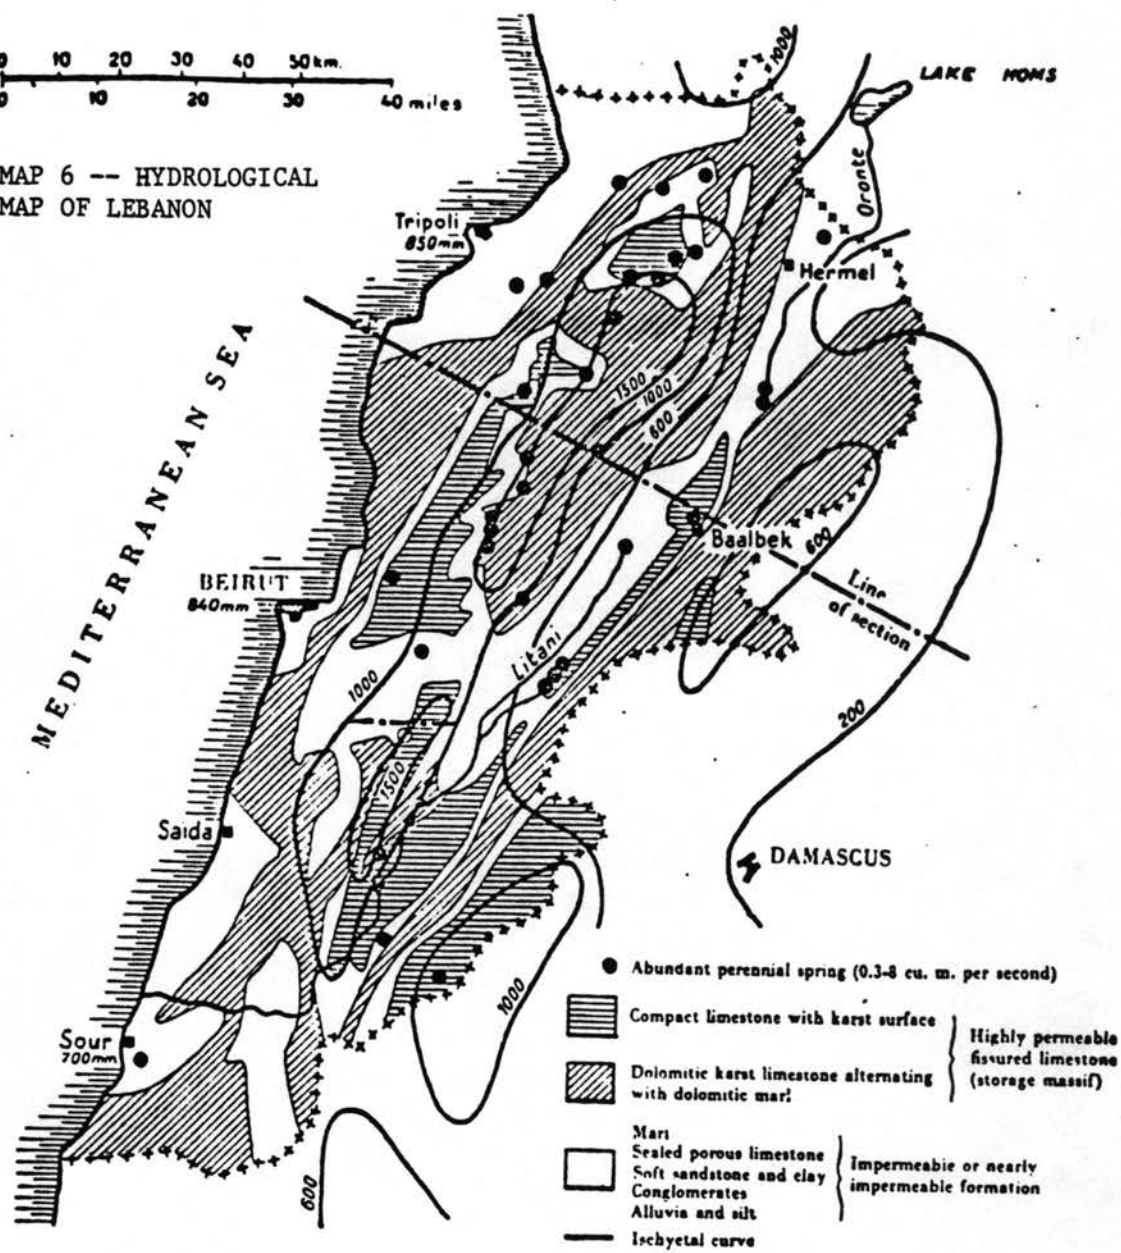 0 10 20 30 40 50 km.
0 10 20 30 40 miles
MAP 6 -- HYDROLOGICAL
MAP OF LEBANON
1000
LAKE HOMS
Oronte
Tripoli
850mm
Hermel
MEDITERRANEAN SEA
1500
1000
600
Baalbek
600
Line
of section
BEIRUT
840mm
Litani
1000
200
1500
Saida
DAMASCUS
1000
Sour
700mm
600
Abundant perennial spring (0.3-8 cu. m. per second)
Compact limestone with karst surface
Dolomitic karst limestone alternating
with dolomitic marl
Highly permeable
fissured limestone
(storage massif)
Marl
Sealed porous limestone
Soft sandstone and clay
Conglomerates
Alluvia and silt
Impermeable or nearly
impermeable formation
Isohyetal curve